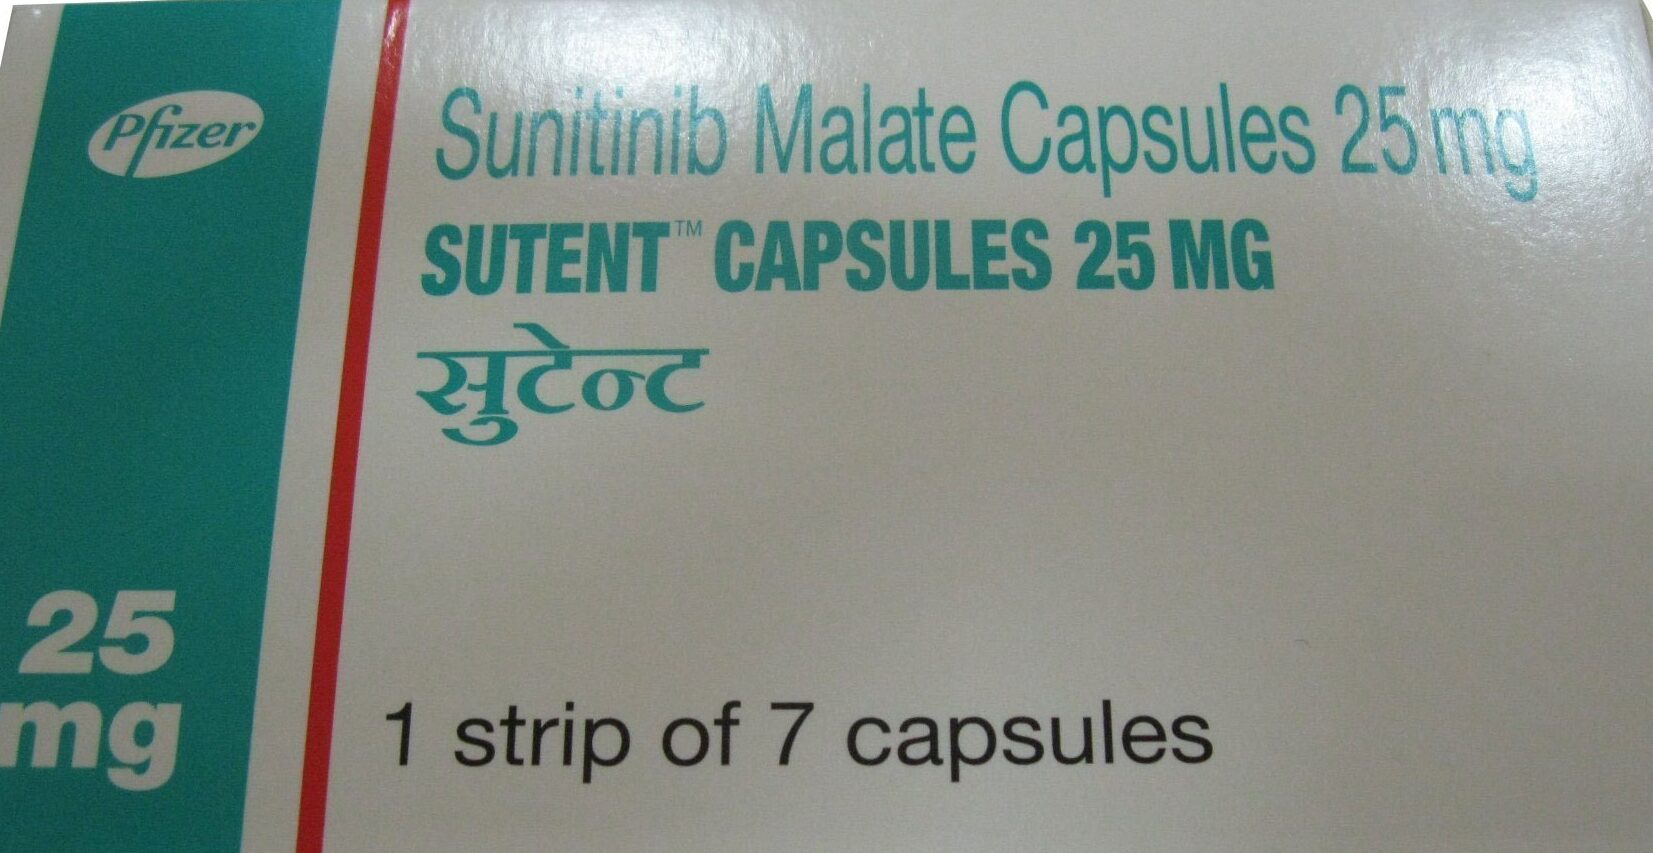 Pfizer
Sunitinib Malate Capsules 25 mg
SUTENT™ CAPSULES 25 MG
सुटेन्ट
25
mg
1 strip of 7 capsules